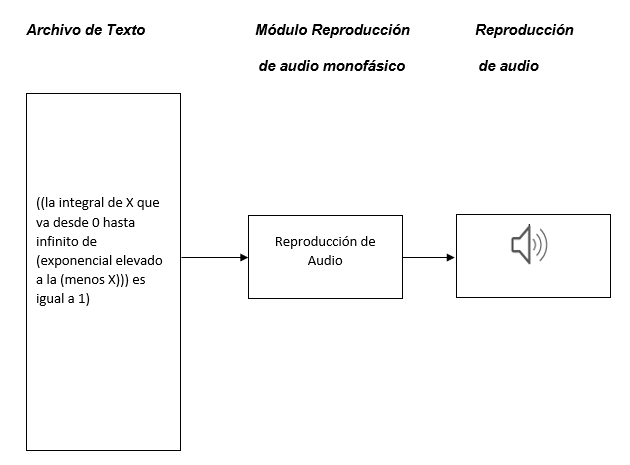 Archivo de Texto
Módulo Reproducción
de audio monofásico
Reproducción
de audio
((la integral de X que
va desde 0 hasta
infinito de
(exponencial elevado
a la (menos X))) es
igual a 1)
Reproducción de
Audio